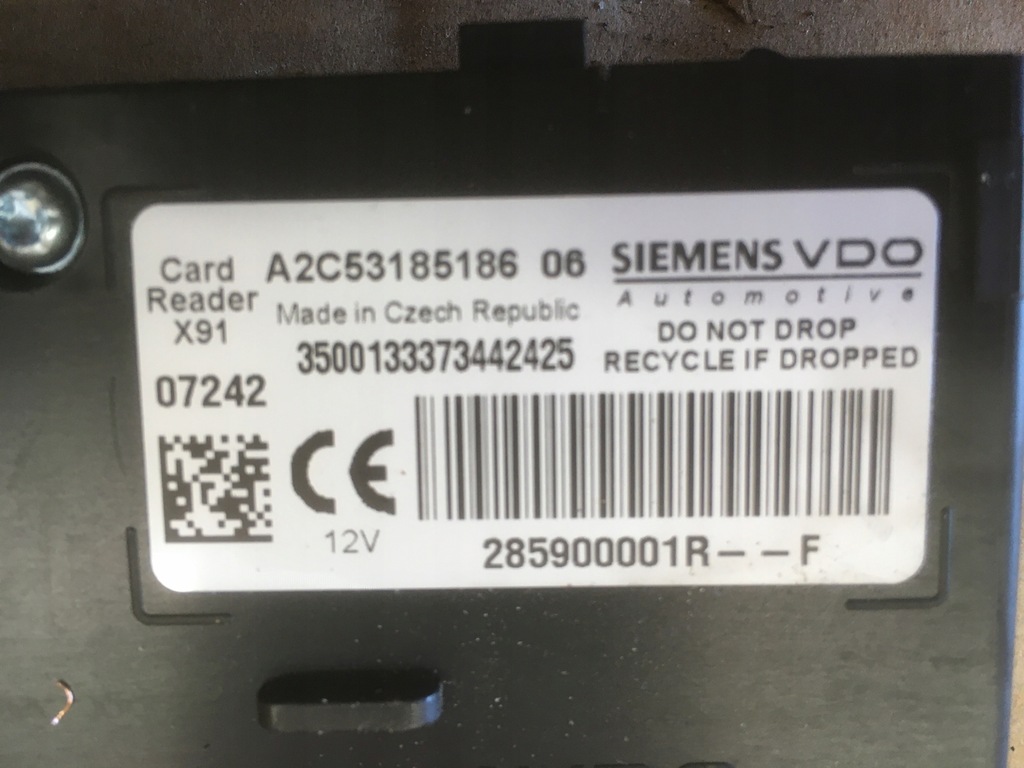 Card
Reader
X91
A2C53185186 06
Made in Czech Republic
3500133373442425
SIEMENS VDO
Automotive
DO NOT DROP
RECYCLE IF DROPPED
07242
CE
12V
285900001R--F